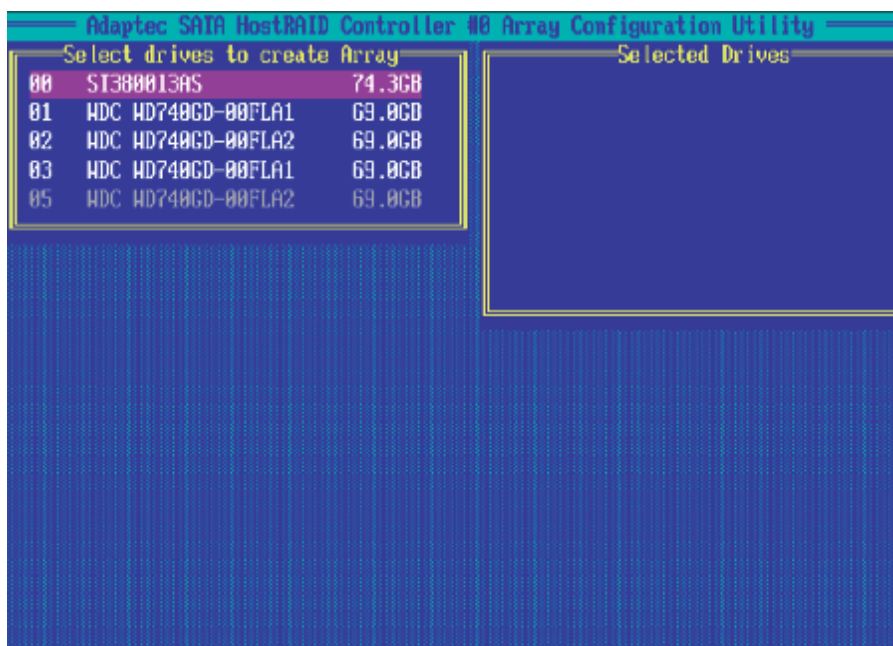 Adaptec SATA HostRAID Controller #0 Array Configuration Utility
Select drives to create Array
00 ST380013AS 74.3GB
01 WDC WD740GD-00FLA1 69.0GB
02 WDC WD740GD-00FLA2 69.0GB
03 WDC WD740GD-00FLA1 69.0GB
05 WDC WD740GD-00FLA2 69.0GB
Selected Drives